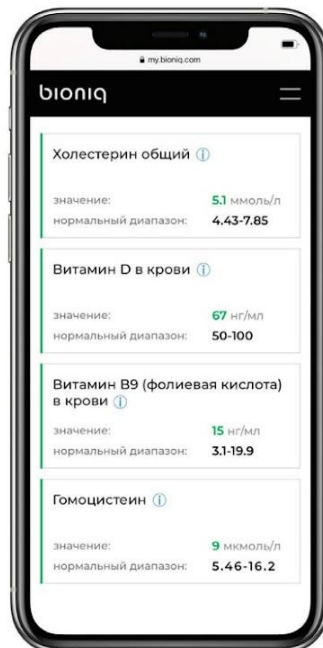 my.bioniq.com
bioniq
Холестерин общий
значение: 5.1 ммоль/л
нормальный диапазон: 4.43-7.85
Витамин D в крови
значение: 67 нг/мл
нормальный диапазон: 50-100
Витамин В9 (фолиевая кислота)
в крови
значение: 15 нг/мл
нормальный диапазон: 3.1-19.9
Гомоцистеин
значение: 9 мкмоль/л
нормальный диапазон: 5.46-16.2